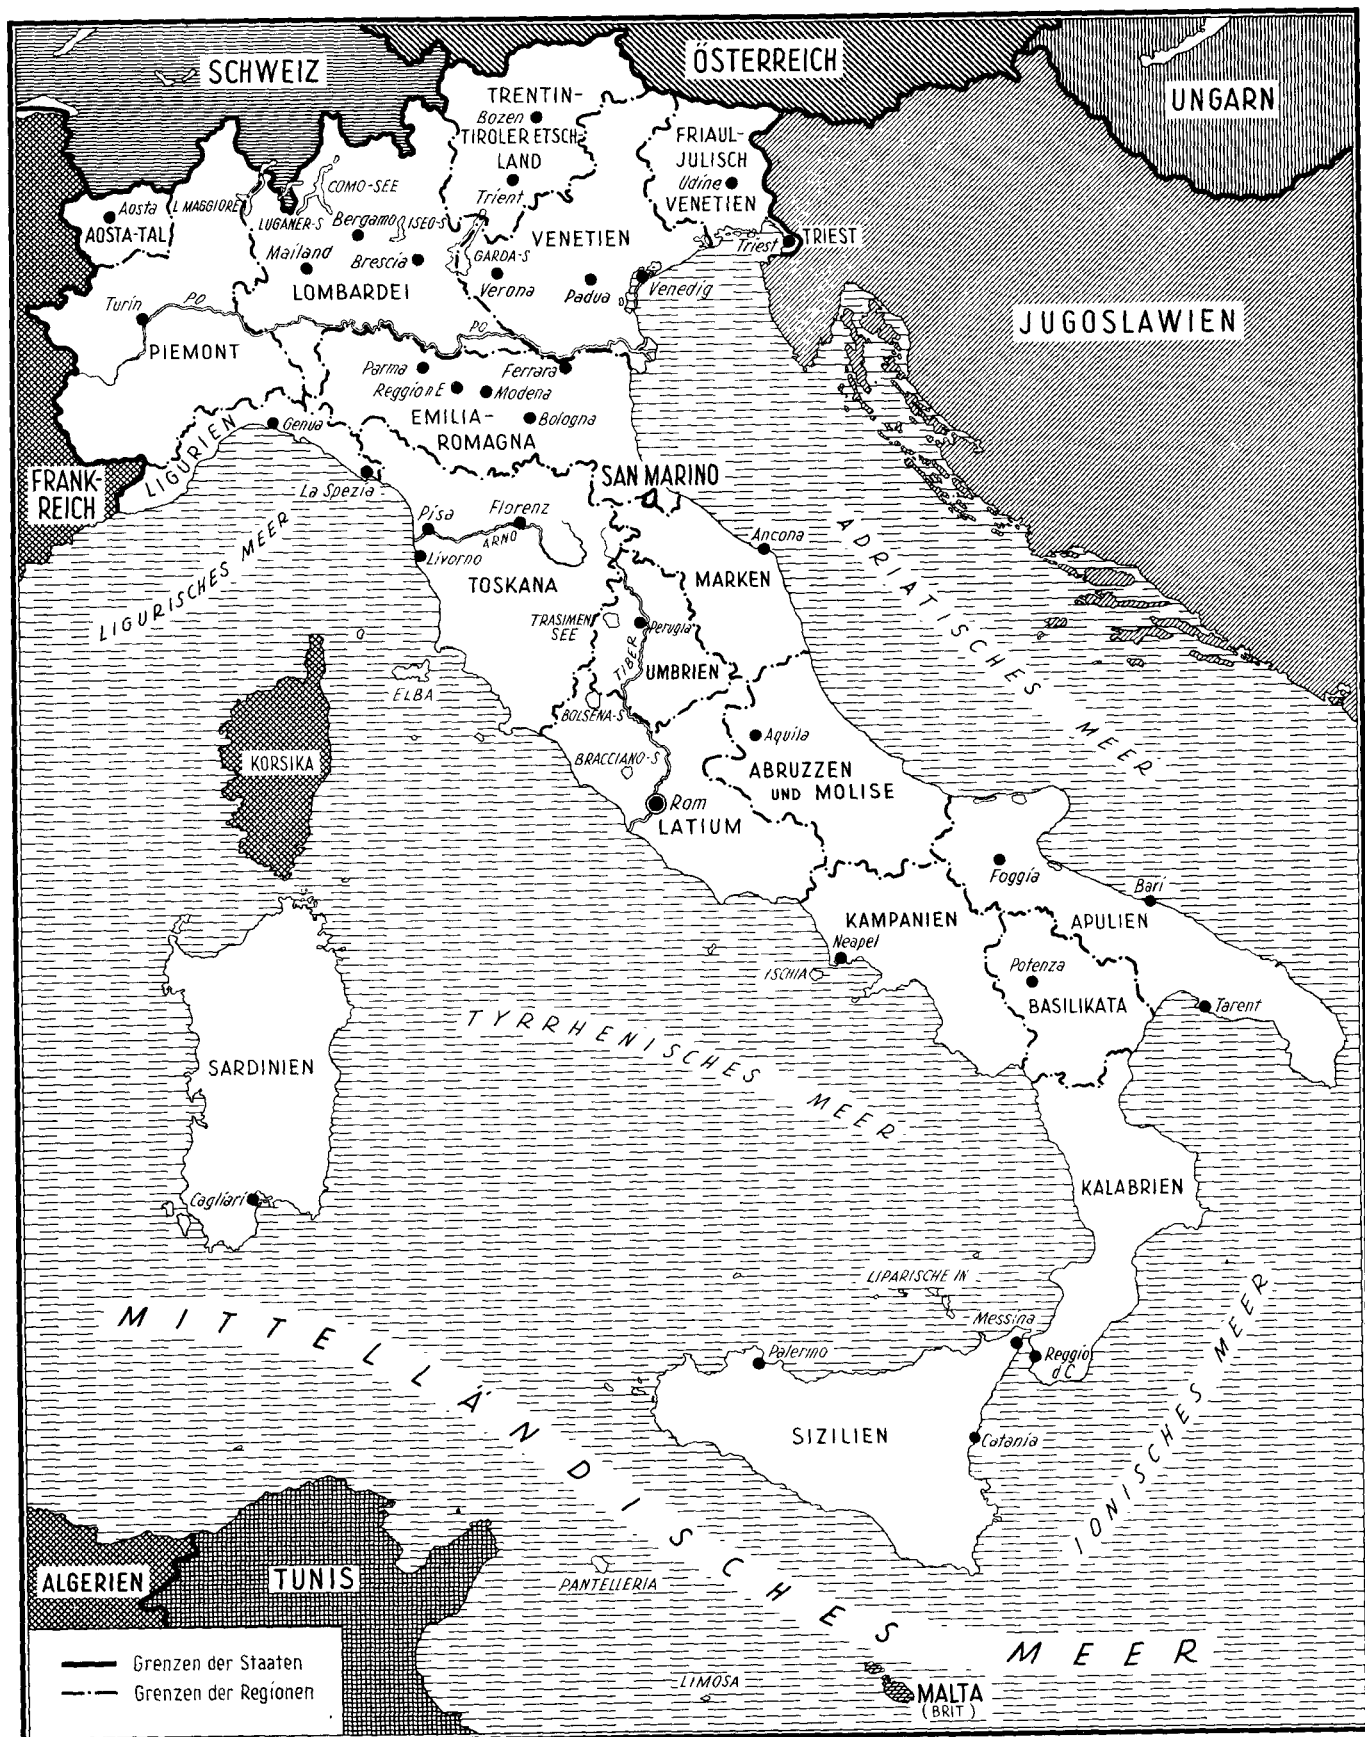 SCHWEIZ
ÖSTERREICH
UNGARN
TRENTIN-
Bozen
TIROLER ETSCH-
LAND
Trient
FRIAUL-
JULISCH
Udine
VENETIEN
Aosta
AOSTA-TAL
L MAGGIORE
LUGANER-S
COMO-SEE
Bergamo
ISEO-S
Mailand
Brescia
LOMBARDEI
GARDA-S
Verona
VENETIEN
Padua
Venedig
Triest
TRIEST
JUGOSLAWIEN
Turin
PO
PO
PIEMONT
Parma
Ferrara
Reggio n E
Modena
EMILIA-
ROMAGNA
Bologna
Genua
LIGURIEN
FRANK-
REICH
La Spezia
SAN MARINO
LIGURISCHES MEER
Pisa
Florenz
ARNO
Livorno
TOSKANA
Ancona
MARKEN
ADRIATISCHES MEER
TRASIMEN
SEE
Perugia
TIBER
UMBRIEN
ELBA
BOLSENA-S
KORSIKA
BRACCIANO-S
Aquila
ABRUZZEN
UND MOLISE
Rom
LATIUM
Foggia
Bari
KAMPANIEN
APULIEN
Neapel
ISCHIA
Potenza
BASILIKATA
Tarent
TYRRHENISCHES MEER
SARDINIEN
Cagliari
KALABRIEN
LIPARISCHE IN
Messina
Reggio
d C
Palermo
SIZILIEN
Catania
IONISCHES MEER
MITTELLÄNDISCHES MEER
ALGERIEN
TUNIS
PANTELLERIA
LIMOSA
MALTA
(BRIT)
Grenzen der Staaten
Grenzen der Regionen